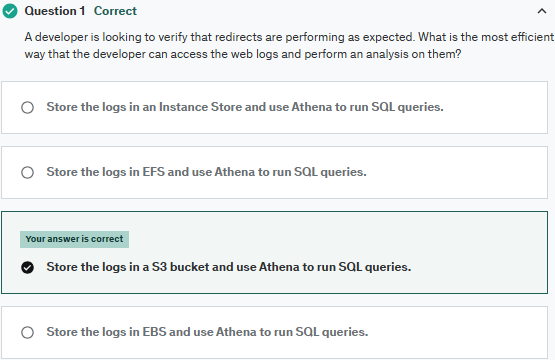 Question 1 Correct
A developer is looking to verify that redirects are performing as expected. What is the most efficient
way that the developer can access the web logs and perform an analysis on them?
Store the logs in an Instance Store and use Athena to run SQL queries.
Store the logs in EFS and use Athena to run SQL queries.
Your answer is correct
Store the logs in a S3 bucket and use Athena to run SQL queries.
Store the logs in EBS and use Athena to run SQL queries.